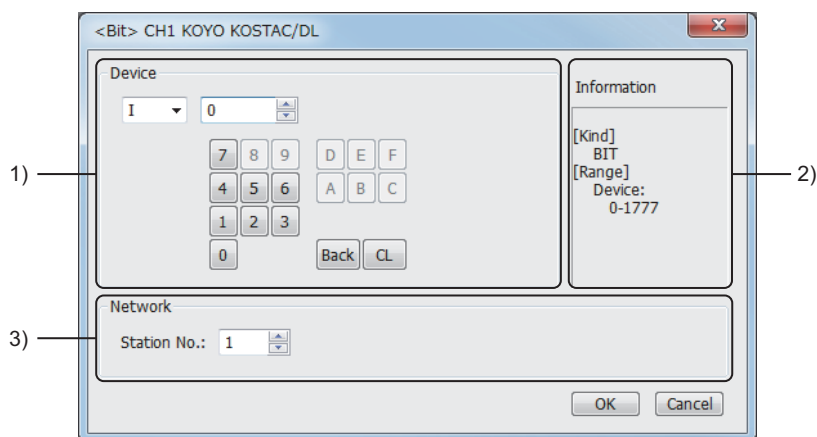 <Bit> CH1 KOYO KOSTAC/DL
x
1)
Device
I 0
7 8 9 D E F
4 5 6 A B C
1 2 3
0 Back CL
Information
[Kind]
BIT
[Range]
Device:
0-1777
2)
3)
Network
Station No.: 1
OK Cancel